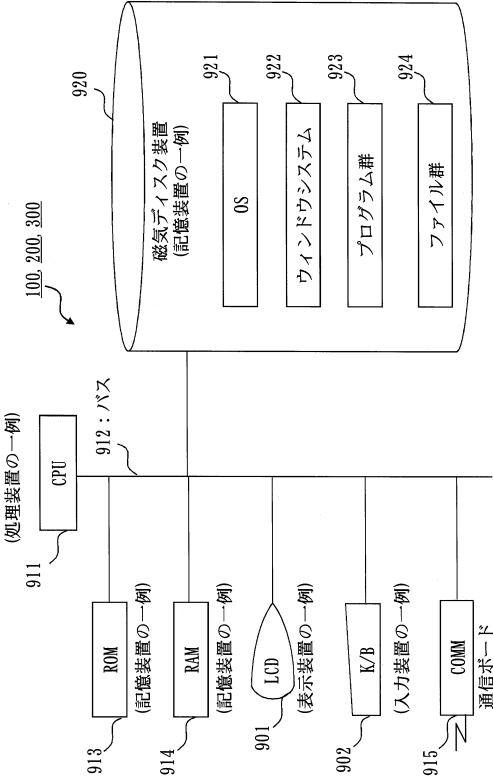 100, 200, 300
(処理装置の一例)
911
CPU
912：バス
913
ROM
(記憶装置の一例)
914
RAM
(記憶装置の一例)
901
LCD
(表示装置の一例)
902
K/B
(入力装置の一例)
915
COMM
通信ボード
920
磁気ディスク装置
(記憶装置の一例)
OS
921
ウィンドウシステム
922
プログラム群
923
ファイル群
924